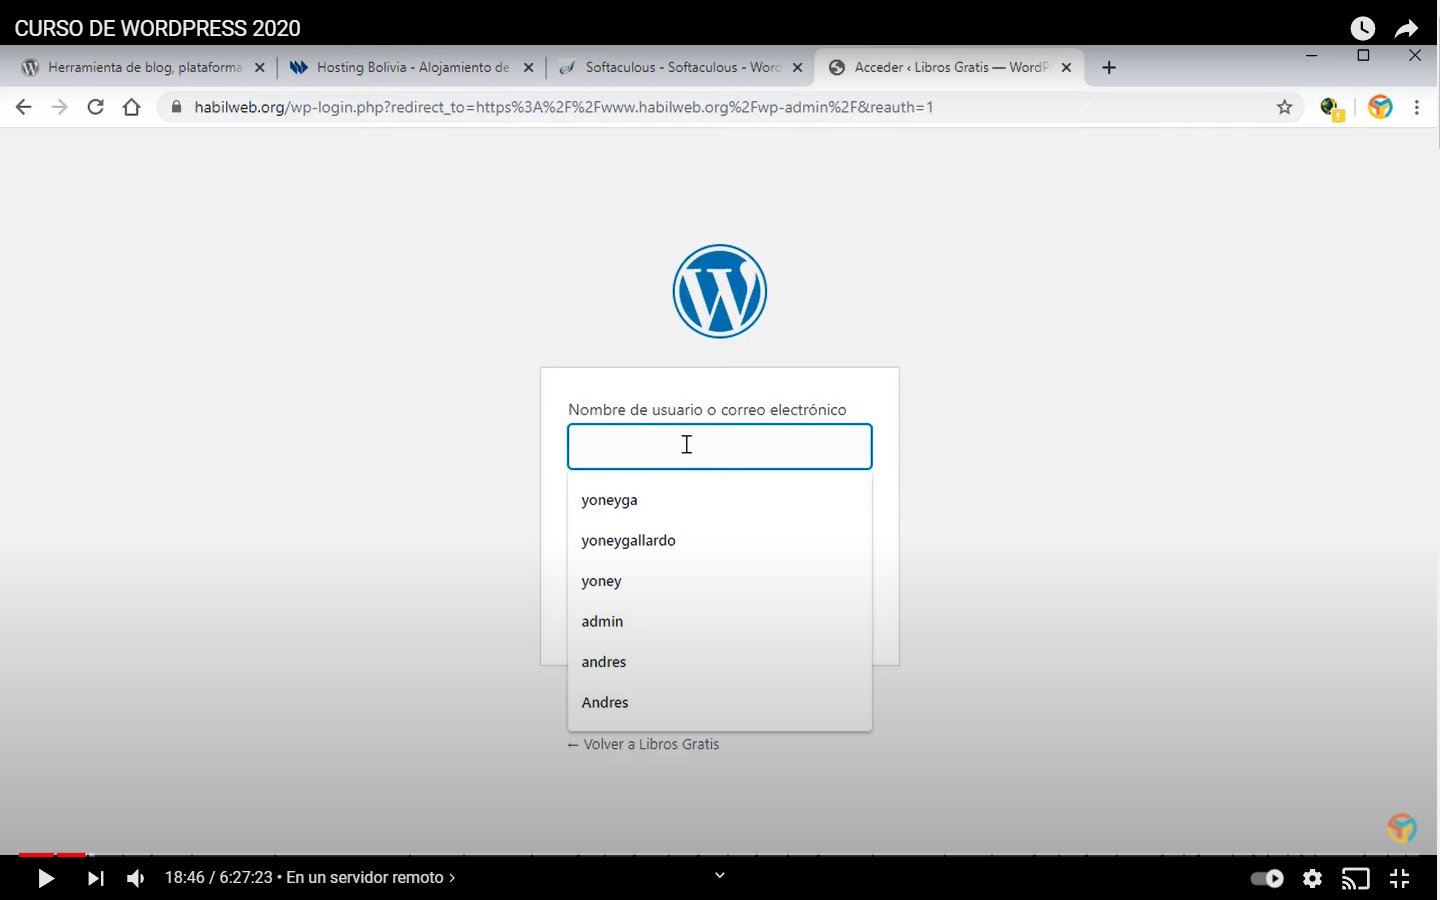 CURSO DE WORDPRESS 2020
Herramienta de blog, plataforma
Hosting Bolivia - Alojamiento de
Softaculous - Softaculous - Word
Acceder ‹ Libros Gratis — WordP
habilweb.org/wp-login.php?redirect_to=https%3A%2F%2Fwww.habilweb.org%2Fwp-admin%2F&reauth=1
Nombre de usuario o correo electrónico
yoneyga
yoneygallardo
yoney
admin
andres
Andres
← Volver a Libros Gratis
18:46 / 6:27:23 • En un servidor remoto ›